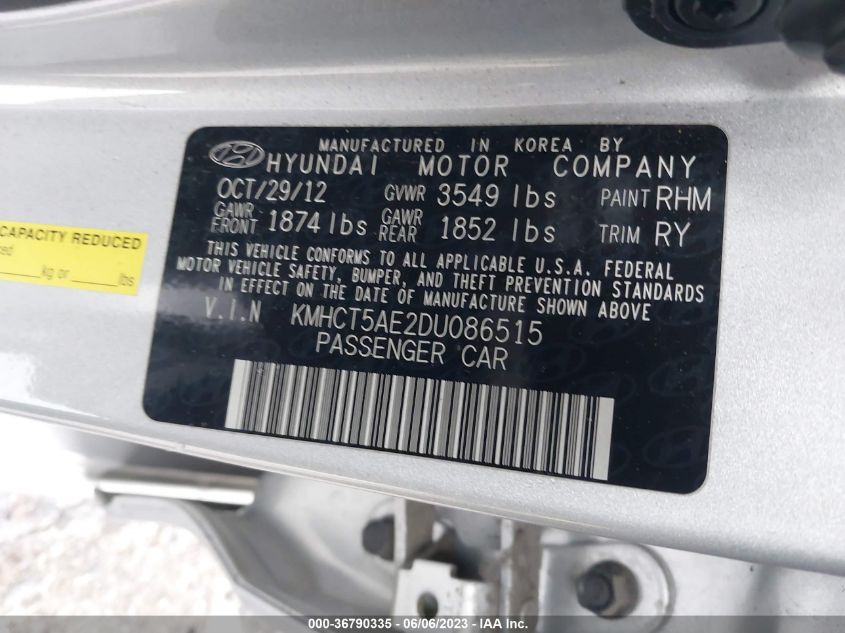 MANUFACTURED IN KOREA BY
HYUNDAI MOTOR COMPANY
OCT/29/12 GVWR 3549 lbs PAINT RHM
GAWR FRONT 1874 lbs GAWR REAR 1852 lbs TRIM RY
THIS VEHICLE CONFORMS TO ALL APPLICABLE U.S.A. FEDERAL
MOTOR VEHICLE SAFETY, BUMPER, AND THEFT PREVENTION STANDARDS
IN EFFECT ON THE DATE OF MANUFACTURE SHOWN ABOVE
V.I.N KMHCT5AE2DU086515
PASSENGER CAR
CAPACITY REDUCED
kg or lbs
000-36790335 - 06/06/2023 - IAAI Inc.